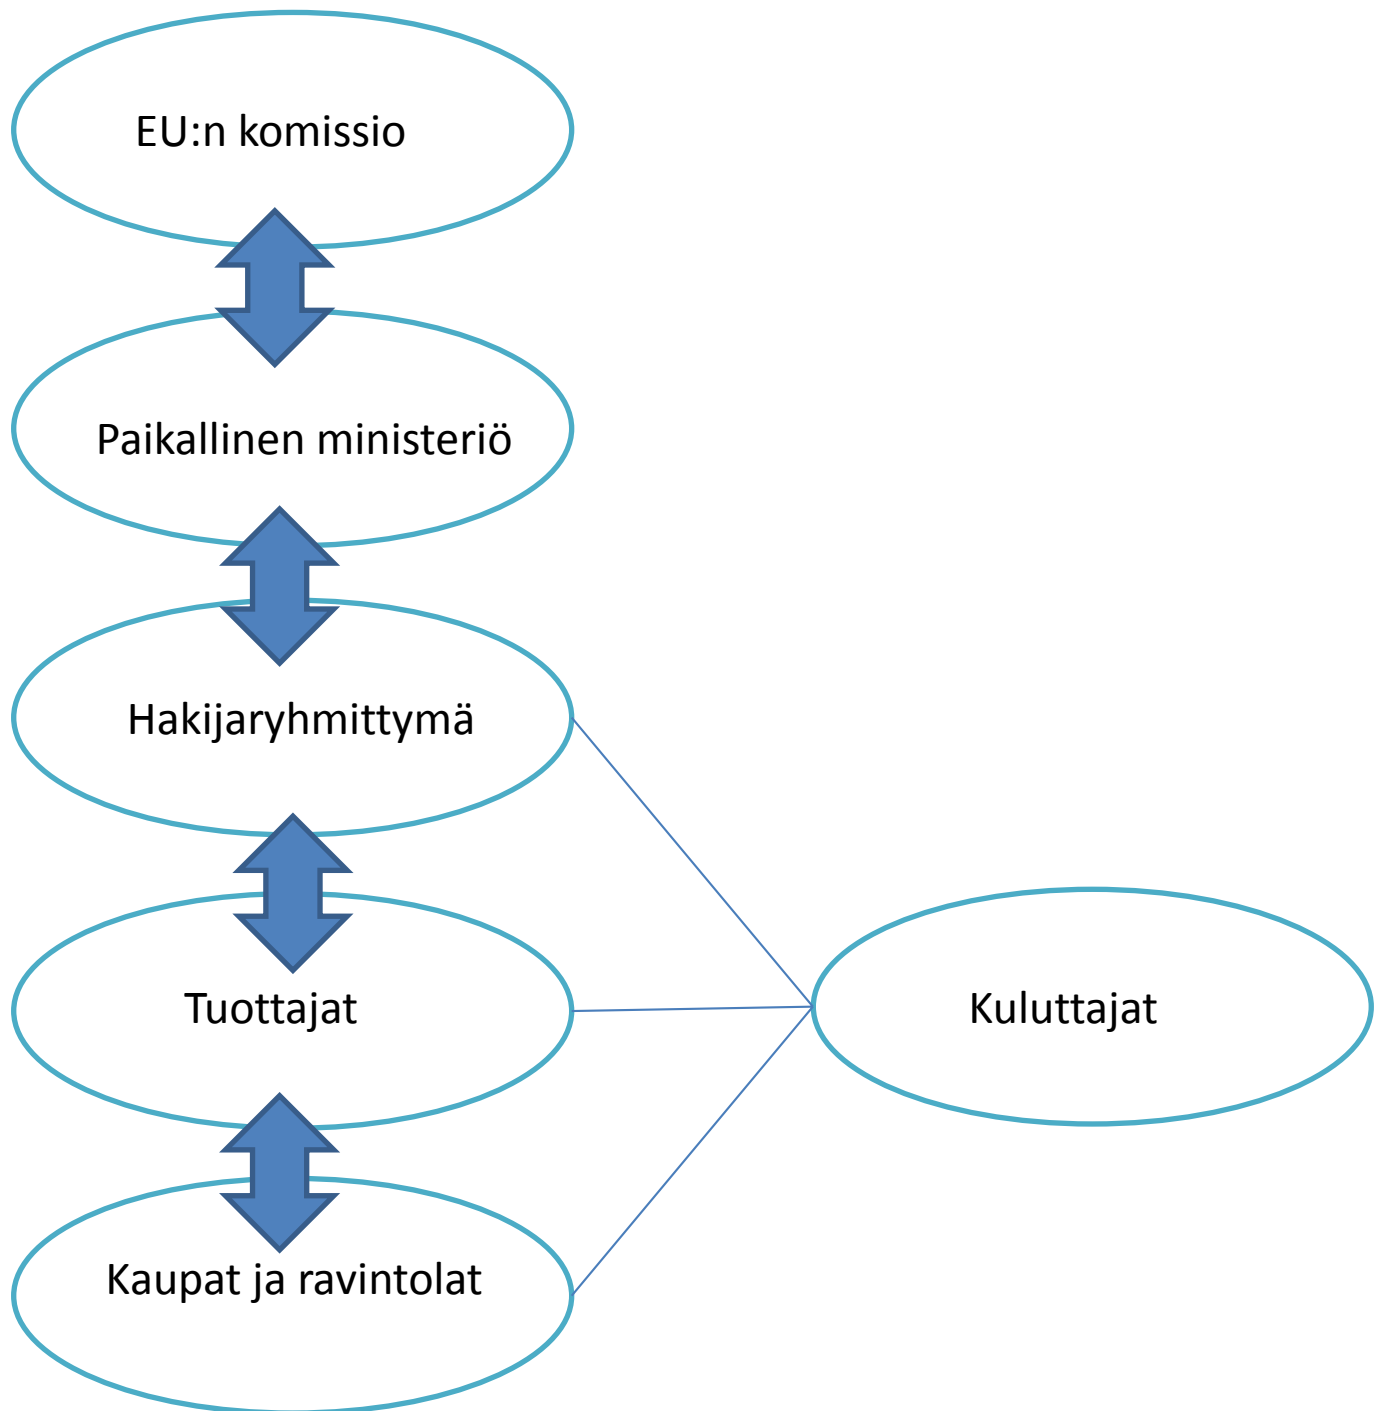 EU:n komissio
Paikallinen ministeriö
Hakijaryhmittymä
Tuottajat
Kuluttajat
Kaupat ja ravintolat